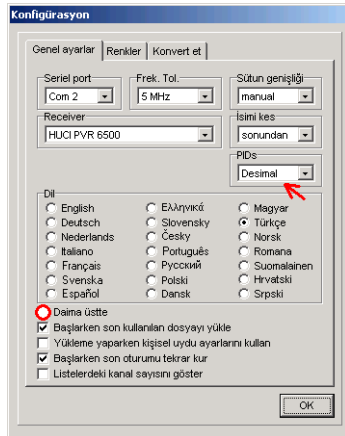 Konfigürasyon
Genel ayarlar Renkler Konvert et
Seriel port Frek. Tol. Sütun genişliği
Com 2 5 MHz manual
Receiver İsimi kes
HUCI PVR 6500 sonundan
PIDs
Desimal
Dil
English Ελληνικά Magyar
Deutsch Slovensky Türkçe
Nederlands Česky Norsk
Italiano Português Romana
Français Русский Suomalainen
Svenska Polski Hrvatski
Español Dansk Srpski
Daima üstte
Başlarken son kullanılan dosyayı yükle
Yükleme yaparken kişisel uydu ayarlarını kullan
Başlarken son oturumu tekrar kur
Listelerdeki kanal sayısını göster
OK